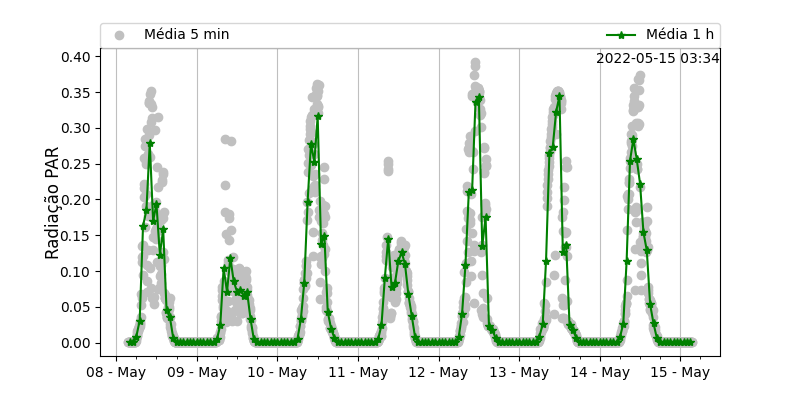 Média 5 min
Média 1 h
2022-05-15 03:34
Radiação PAR
0.40
0.35
0.30
0.25
0.20
0.15
0.10
0.05
0.00
08 - May
09 - May
10 - May
11 - May
12 - May
13 - May
14 - May
15 - May